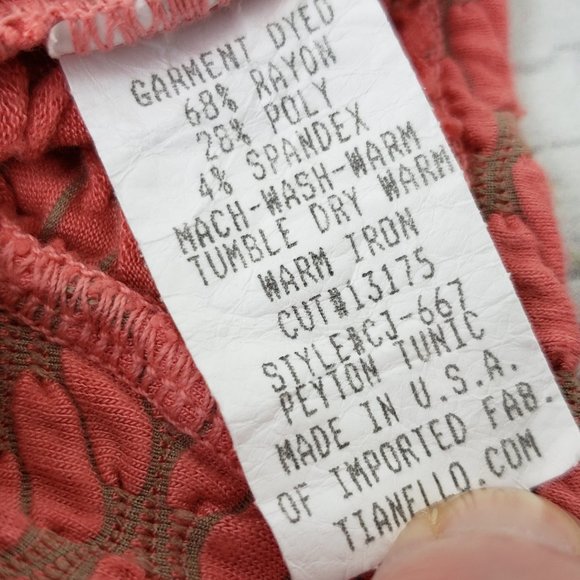 GARMENT DYED
68% RAYON
28% POLY
4% SPANDEX
MACH-WASH-WARM
TUMBLE DRY WARM
WARM IRON
CUT#13175
STYLE#CJ-667
PEYTON TUNIC
MADE IN U.S.A.
OF IMPORTED FAB.
TIANELLO.COM